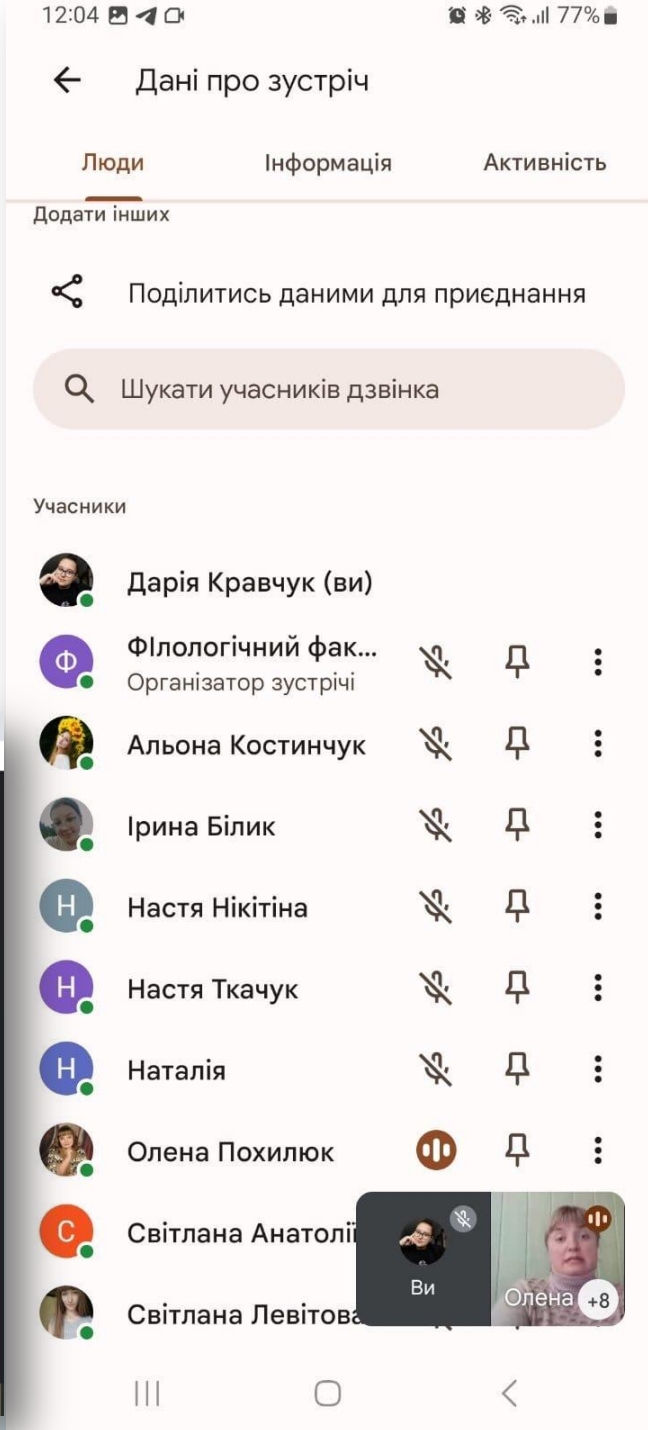 12:04 77%
Дані про зустріч
Люди Інформація Активність
Додати інших
Поділитись даними для приєднання
Шукати учасників дзвінка
Учасники
Дарія Кравчук (ви)
Ф
ФІлологічний фак...
Організатор зустрічі
Альона Костинчук
Ірина Білик
Н Настя Нікітіна
Н Настя Ткачук
Н Наталія
Олена Похилюк
С Світлана Анатолії
Світлана Левітова
Ви
Олена +8